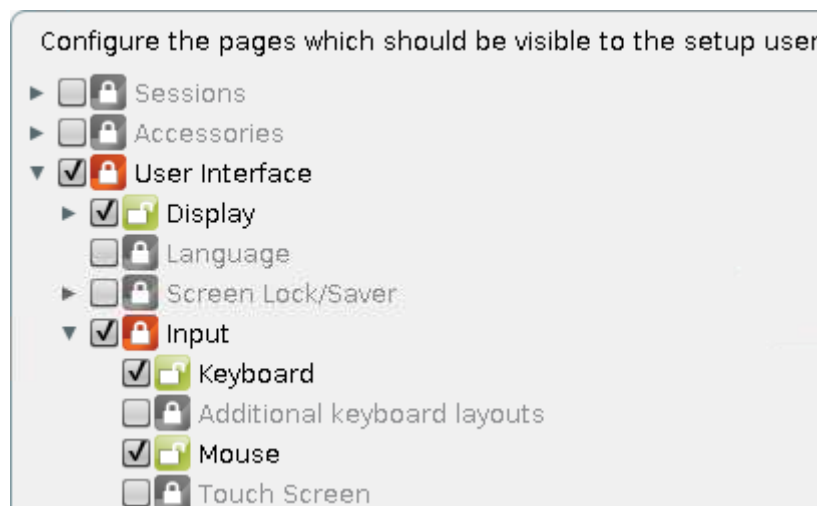 Configure the pages which should be visible to the setup user
Sessions
Accessories
User Interface
Display
Language
Screen Lock/Saver
Input
Keyboard
Additional keyboard layouts
Mouse
Touch Screen